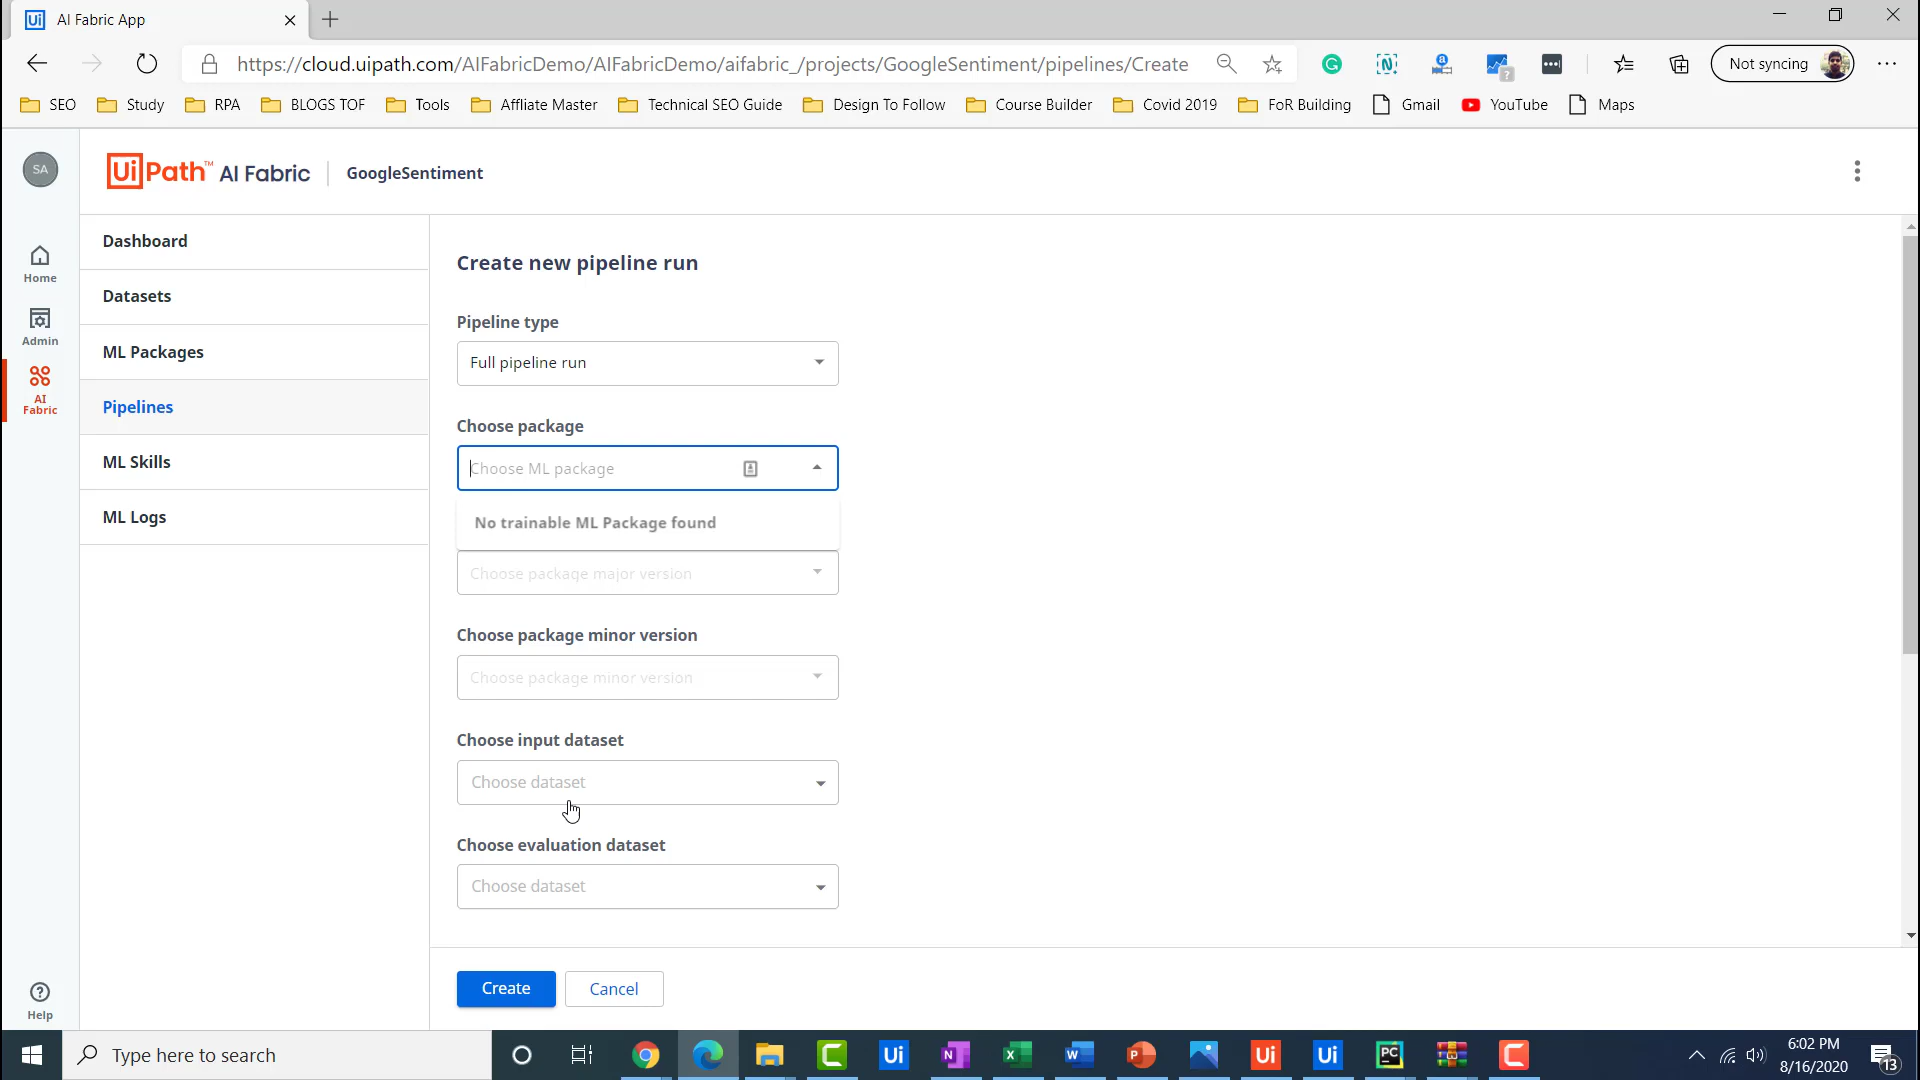 AI Fabric App
https://cloud.uipath.com/AIFabricDemo/AIFabricDemo/aifabric_/projects/GoogleSentiment/pipelines/Create
Not syncing
SEO
Study
RPA
BLOGS TOF
Tools
Affliate Master
Technical SEO Guide
Design To Follow
Course Builder
Covid 2019
FoR Building
Gmail
YouTube
Maps
SA
UiPath™ AI Fabric
GoogleSentiment
Home
Admin
AI
Fabric
Help
Dashboard
Datasets
ML Packages
Pipelines
ML Skills
ML Logs
Create new pipeline run
Pipeline type
Full pipeline run
Choose package
Choose ML package
No trainable ML Package found
Choose package major version
Choose package minor version
Choose package minor version
Choose input dataset
Choose dataset
Choose evaluation dataset
Choose dataset
Create
Cancel
Type here to search
6:02 PM
8/16/2020
13